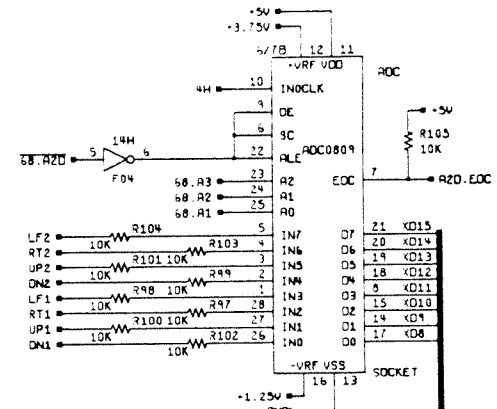 +5V
+3.75V
6/7B 12 11
+VRF VDD
ADC
4H 10 INOCLK
9 OE
6 SC
14H
68.A2D 5 6 22 ALE ADC0809
F04
+5V
R105
10K
7 EOC A2D.EOC
68.A3 23 A2
68.A2 24 A1
68.A1 25 A0
LF2 10K R104 5 IN7 D7 21 XD15
RT2 R103 4 IN6 D6 20 XD14
UP2 R101 10K 3 IN5 D5 19 XD13
DN2 10K R99 2 IN4 D4 18 XD12
LF1 R98 10K 1 IN3 D3 8 XD11
RT1 10K R97 28 IN2 D2 15 XD10
UP1 R100 10K 27 IN1 D1 14 XD9
DN1 10K R102 26 IN0 D0 17 XD8
10K
-VRF VSS
SOCKET
16 13
+1.25V